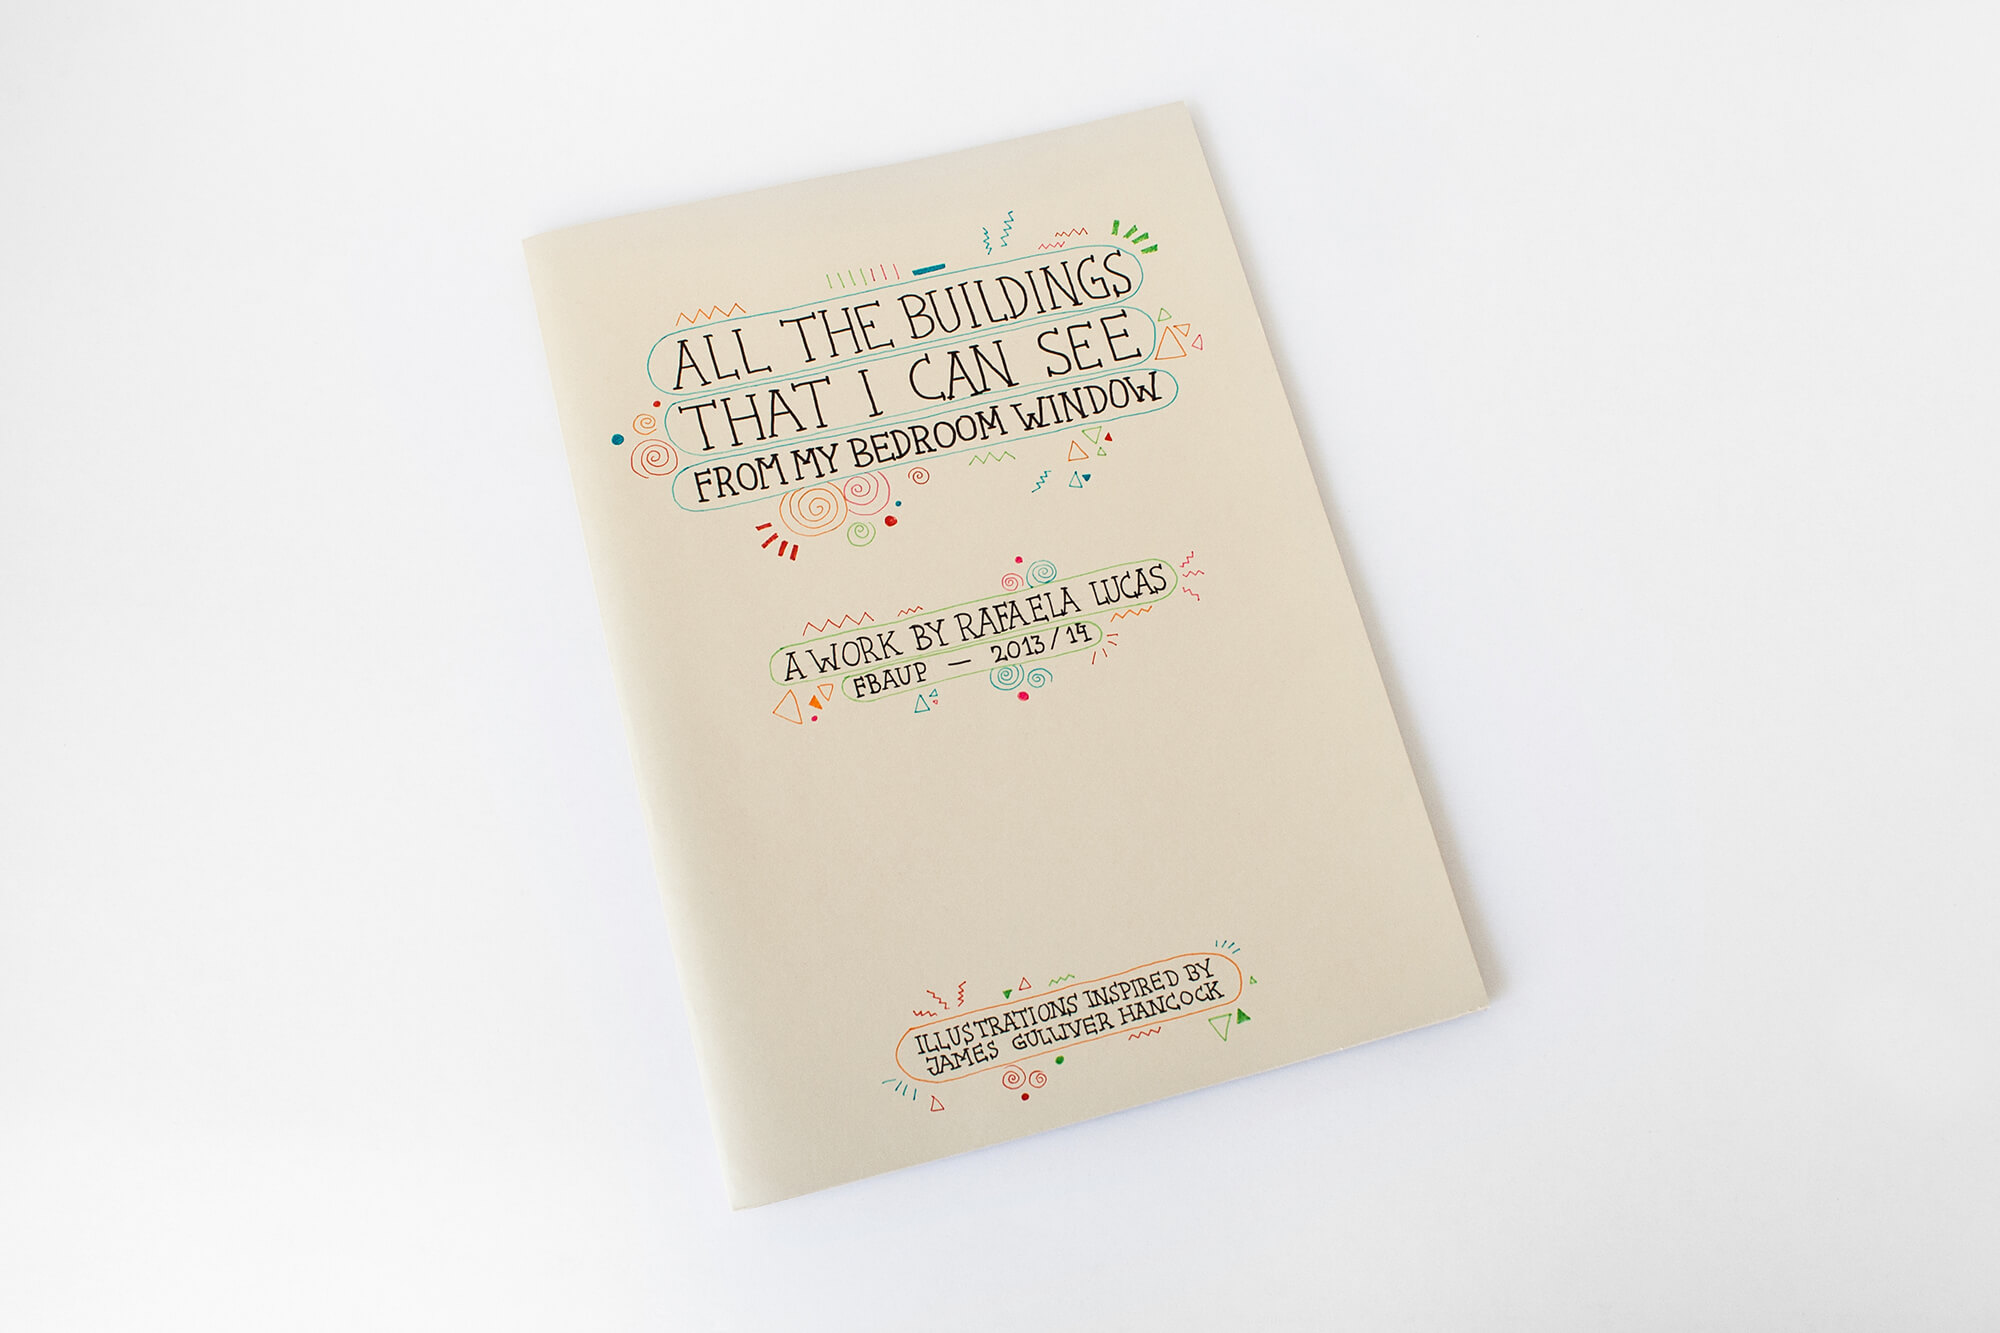 ALL THE BUILDINGS
THAT I CAN SEE
FROM MY BEDROOM WINDOW
A WORK BY RAFAELA LUCAS
FBAUP — 2013/14
ILLUSTRATIONS INSPIRED BY
JAMES GULLIVER HANCOCK